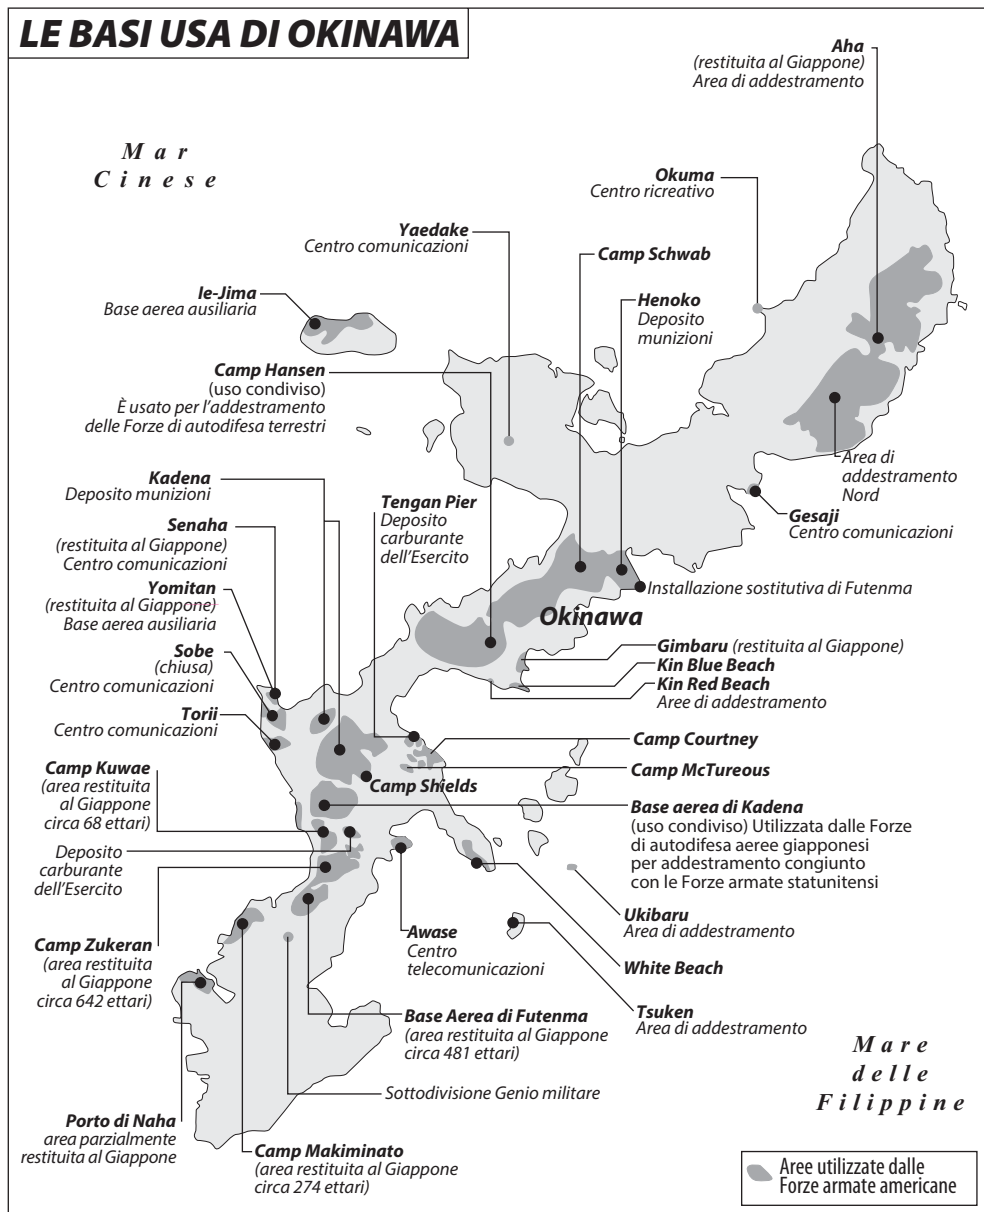 LE BASI USA DI OKINAWA
Aha
(restituita al Giappone)
Area di addestramento
Mar
Cinese
Okuma
Centro ricreativo
Yaedake
Centro comunicazioni
Camp Schwab
Ie-Jima
Base aerea ausiliaria
Henoko
Deposito
munizioni
Camp Hansen
(uso condiviso)
È usato per l'addestramento
delle Forze di autodifesa terrestri
Area di
addestramento
Nord
Kadena
Deposito munizioni
Tengan Pier
Deposito
carburante
dell'Esercito
Gesaji
Centro comunicazioni
Senaha
(restituita al Giappone)
Centro comunicazioni
Yomitan
(restituita al Giappone)
Base aerea ausiliaria
Installazione sostitutiva di Futenma
Okinawa
Sobe
(chiusa)
Centro comunicazioni
Gimbaru (restituita al Giappone)
Kin Blue Beach
Kin Red Beach
Aree di addestramento
Torii
Centro comunicazioni
Camp Courtney
Camp McTureous
Camp Shields
Camp Kuwae
(area restituita
al Giappone
circa 68 ettari)
Base aerea di Kadena
(uso condiviso) Utilizzata dalle Forze
di autodifesa aeree giapponesi
per addestramento congiunto
con le Forze armate statunitensi
Deposito
carburante
dell'Esercito
Ukibaru
Area di addestramento
Awase
Centro
telecomunicazioni
Camp Zukeran
(area restituita
al Giappone
circa 642 ettari)
White Beach
Tsuken
Area di addestramento
Base Aerea di Futenma
(area restituita al Giappone
circa 481 ettari)
Mare
delle
Filippine
Sottodivisione Genio militare
Porto di Naha
area parzialmente
restituita al Giappone
Camp Makiminato
(area restituita al Giappone
circa 274 ettari)
Aree utilizzate dalle
Forze armate americane